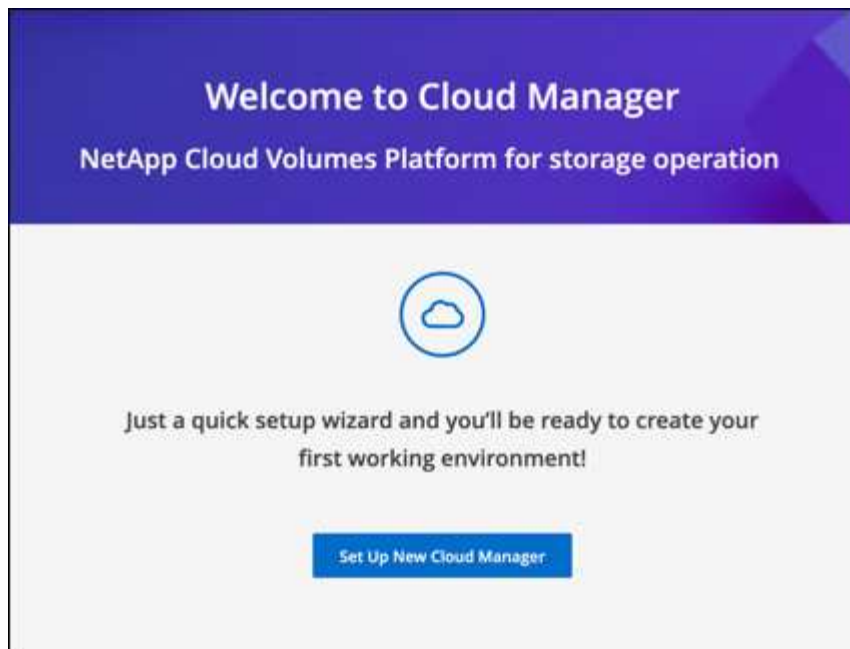 Welcome to Cloud Manager
NetApp Cloud Volumes Platform for storage operation
Just a quick setup wizard and you'll be ready to create your
first working environment!
Set Up New Cloud Manager